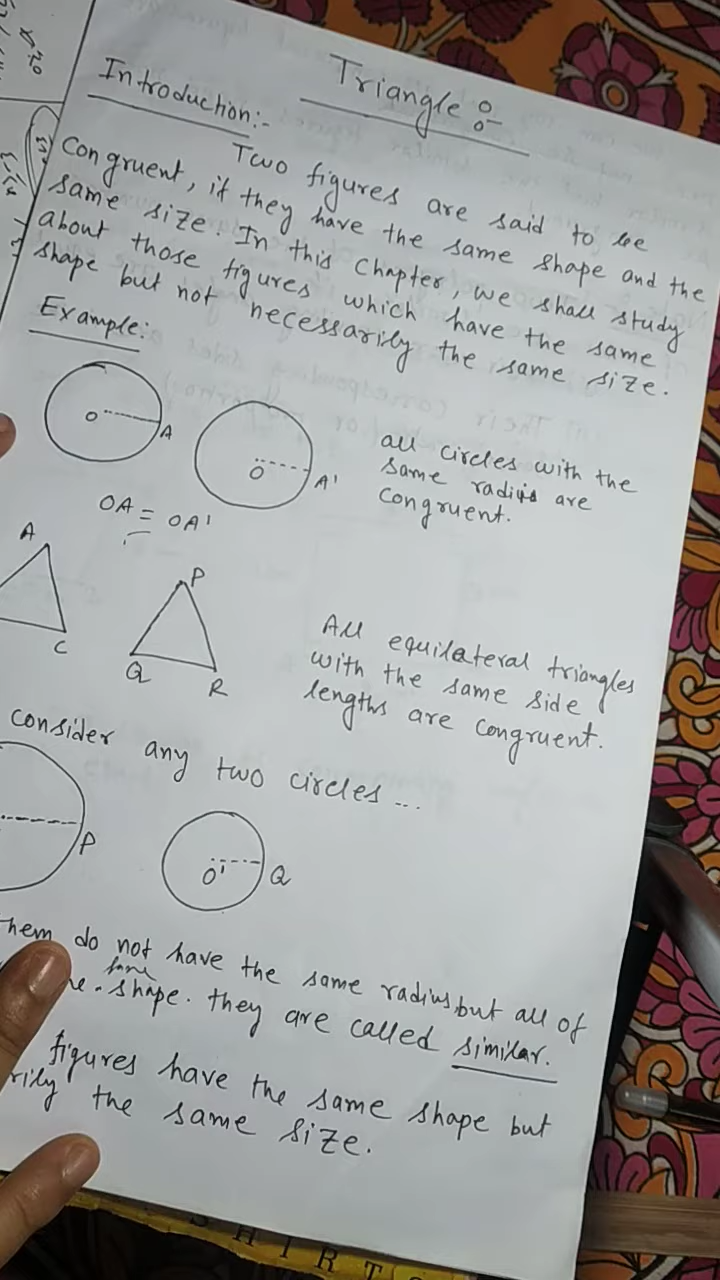 Triangle :-
Introduction:-
Two figures are said to be
congruent, if they have the same shape and the
same size. In this chapter, we shall study
about those figures which have the same
shape but not necessarily the same size.
Example:
O A
O A'
all circles with the
same radius are
congruent.
OA = OA'
A
C
P
Q R
All equilateral triangles
with the same side
lengths are congruent.
consider any two circles ...
P
O' Q
them do not have the same radius but all of
same
shape. they are called similar.
figures have the same shape but
the same size.
SHIRT